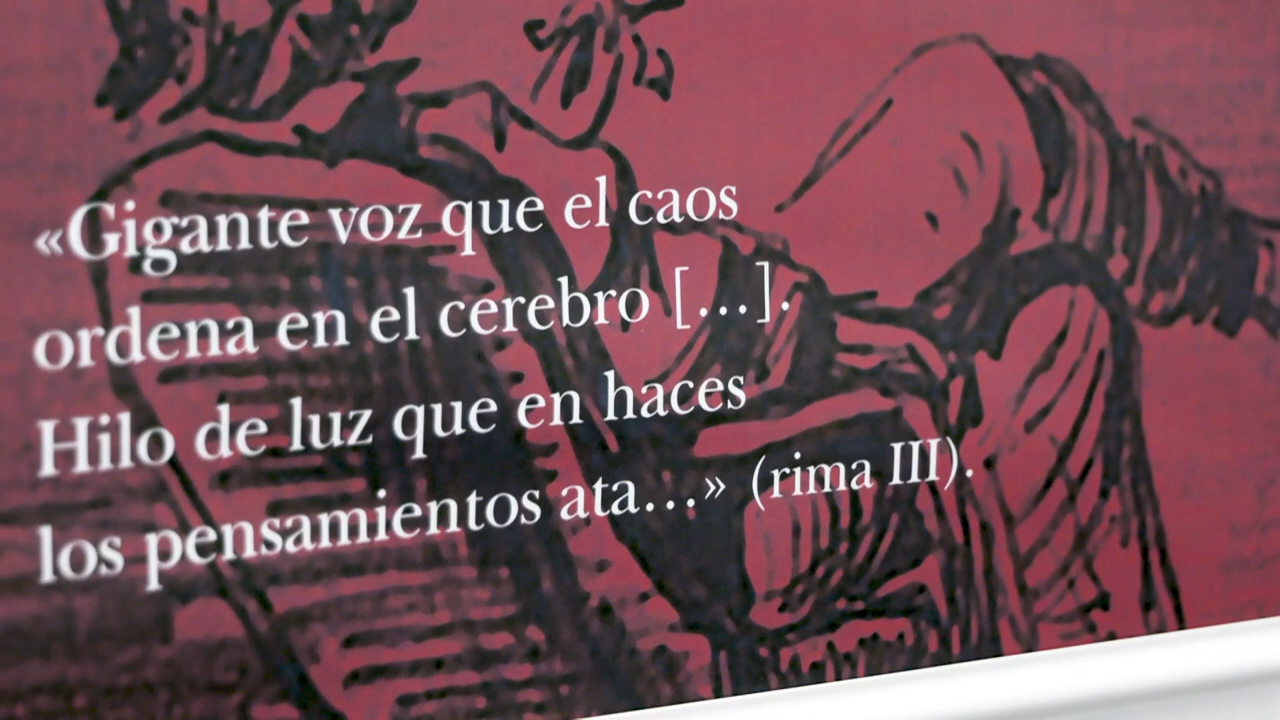 «Gigante voz que el caos
ordena en el cerebro [...].
Hilo de luz que en haces
los pensamientos ata...» (rima III).